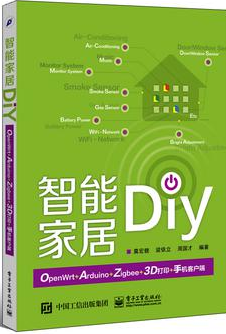 智能家居DiY
OpenWrt+Arduino+Zigbee+3D打印+手机客户端
Air-Conditioning
Air-Conditioning
Music
Monitor System
Monitor System
Smoke Sensor
Smoke Sensor
Gas Sensor
Battery Power
Battery Power
WiFi-Network
WiFi-Network
Door/Window Sensor
Etc
Bright Adjustment
智能
家居
Diy
编著
OpenWrt+Arduino+Zigbee+3D打印+手机客户端
中国工信出版集团
电子工业出版社